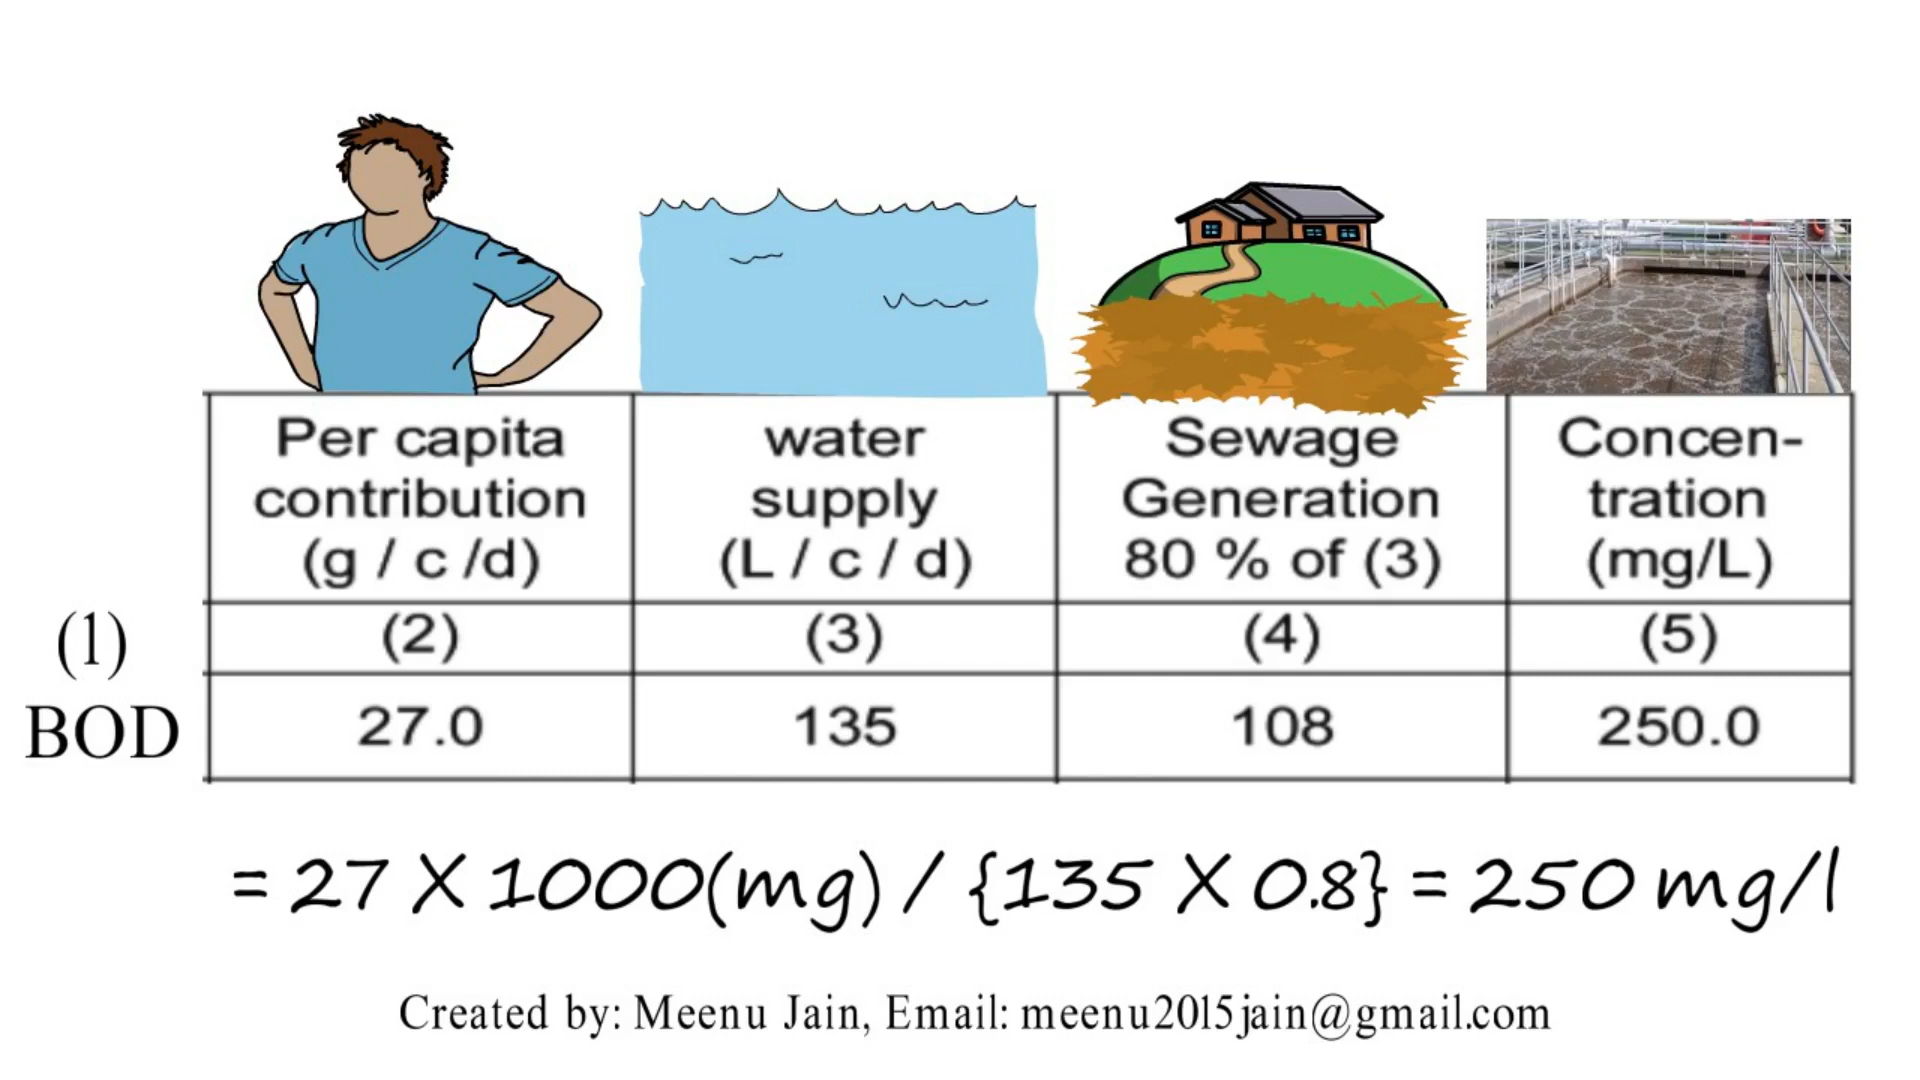 Per capita
contribution
(g / c /d)
water
supply
(L / c / d)
Sewage
Generation
80 % of (3)
Concen-
tration
(mg/L)
(1)
(2)
(3)
(4)
(5)
BOD
27.0
135
108
250.0
= 27 X 1000(mg) / {135 X 0.8} = 250 mg/l
Created by: Meenu Jain, Email: meenu2015jain@gmail.com